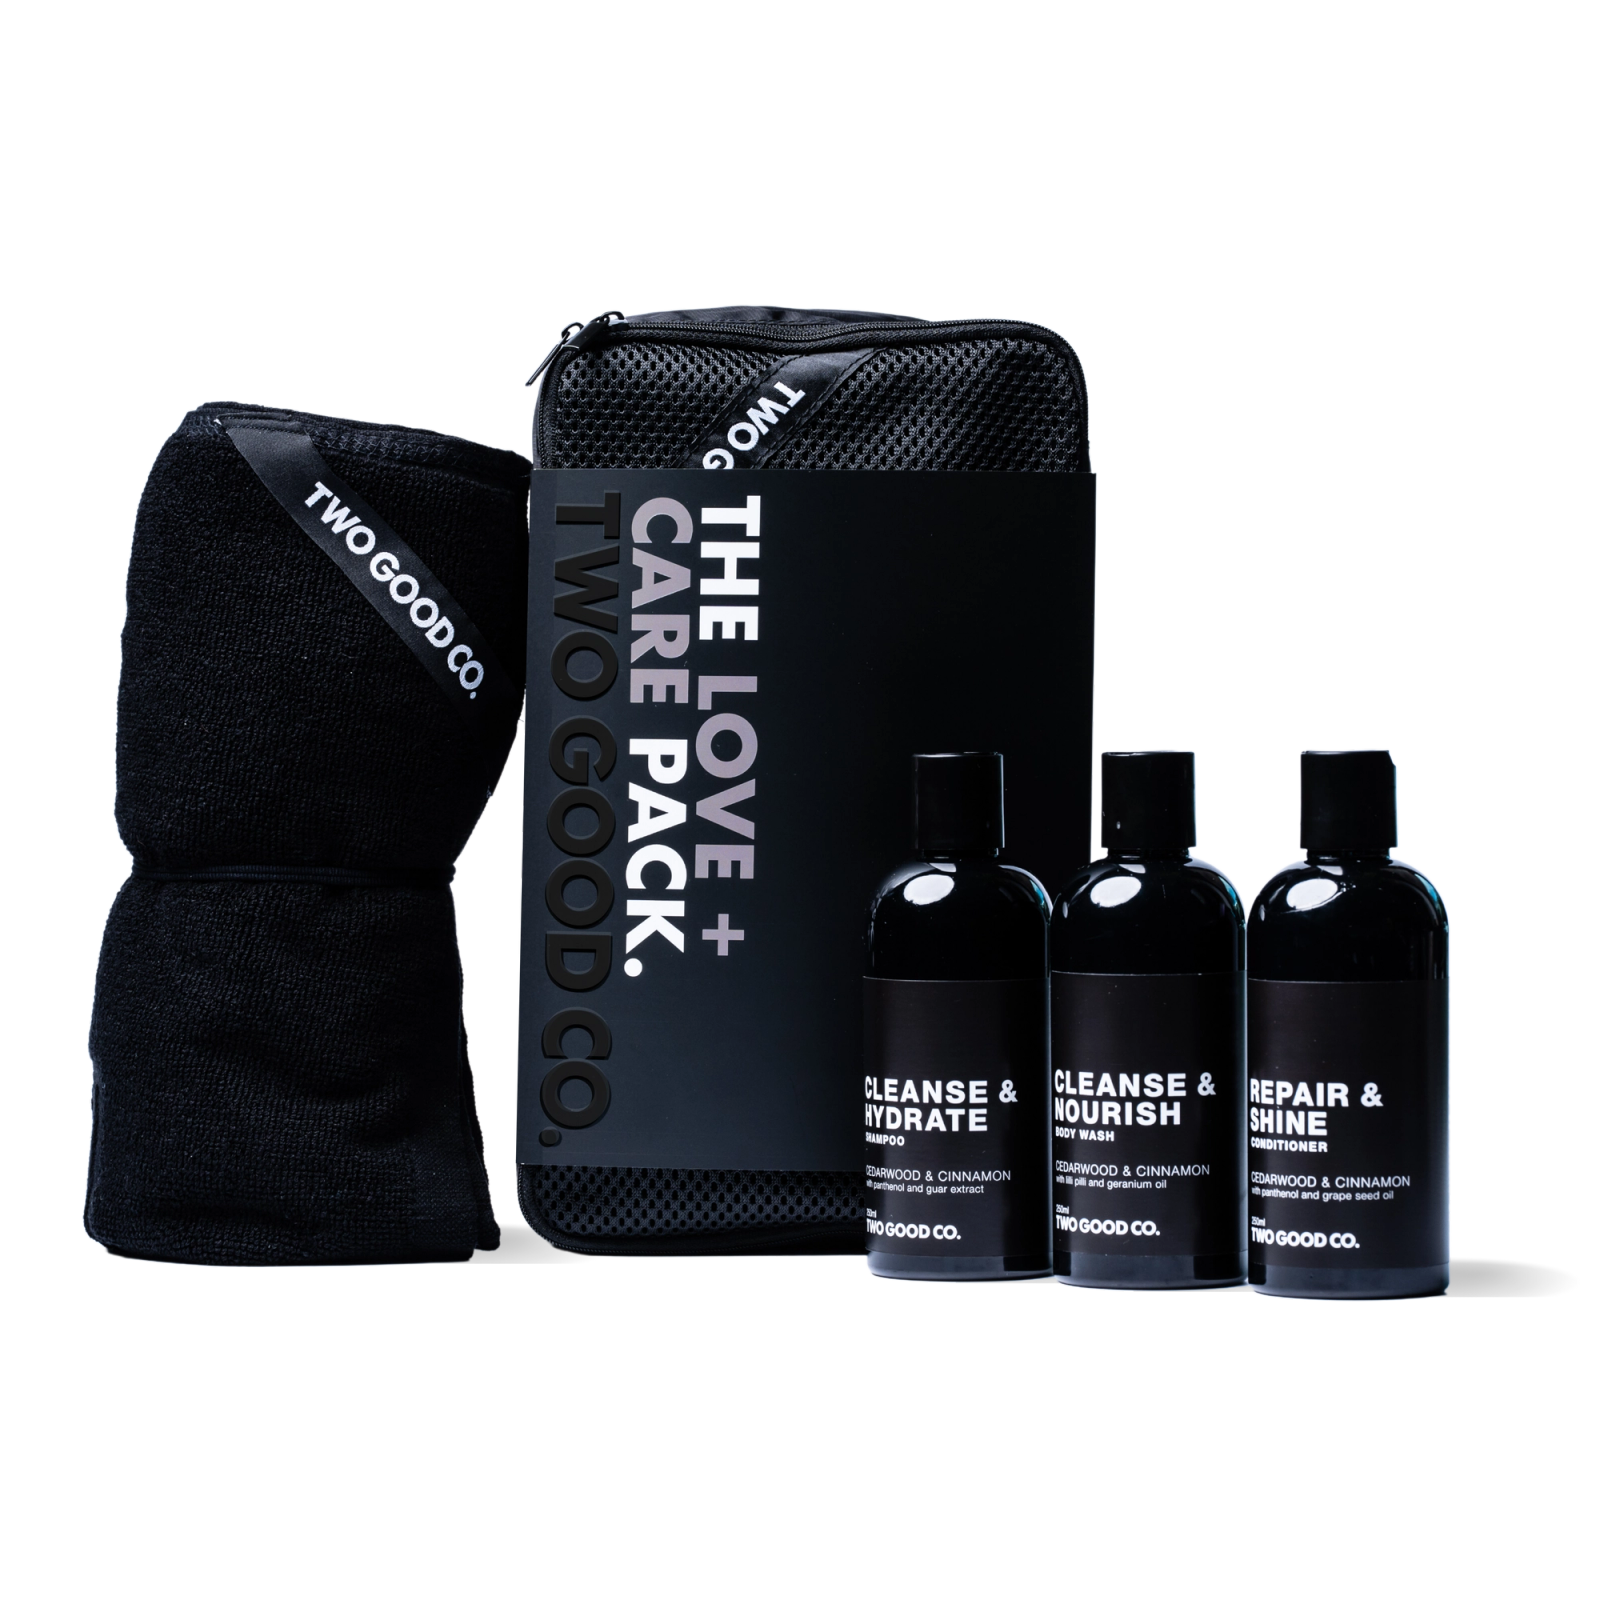 TWO GOOD CO.
TWO G
THE LOVE +
CARE PACK.
TWO GOOD CO.
CLEANSE &
HYDRATE
SHAMPOO
CEDARWOOD & CINNAMON
with panthenol and guar extract
250ml
TWO GOOD CO.
CLEANSE &
NOURISH
BODY WASH
CEDARWOOD & CINNAMON
with lilli pilli and geranium oil
250ml
TWO GOOD CO.
REPAIR &
SHINE
CONDITIONER
CEDARWOOD & CINNAMON
with panthenol and grape seed oil
250ml
TWO GOOD CO.